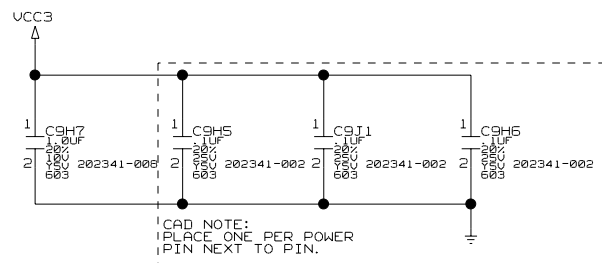 VCC3
1
C9H7
1.0UF
20%
10V
Y5V
603
2
202341-008
1
C9H5
.1UF
20%
25V
Y5V
603
2
202341-002
1
C9J1
.1UF
20%
25V
Y5V
603
2
202341-002
1
C9H6
.1UF
20%
25V
Y5V
603
2
202341-002
CAD NOTE:
PLACE ONE PER POWER
PIN NEXT TO PIN.